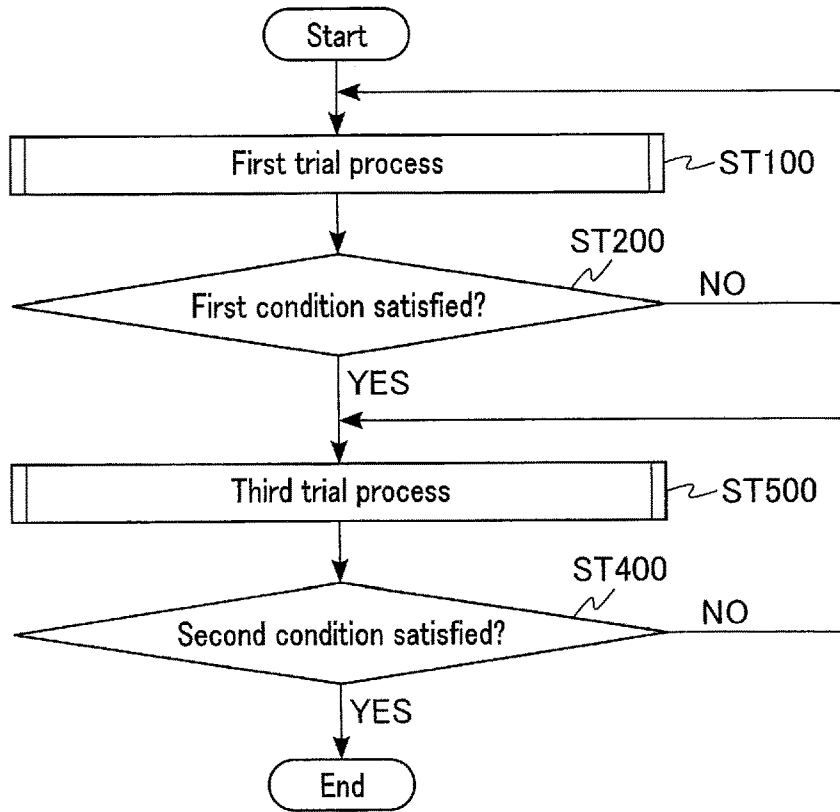 Start
First trial process
ST100
ST200
First condition satisfied?
NO
YES
Third trial process
ST500
ST400
Second condition satisfied?
NO
YES
End